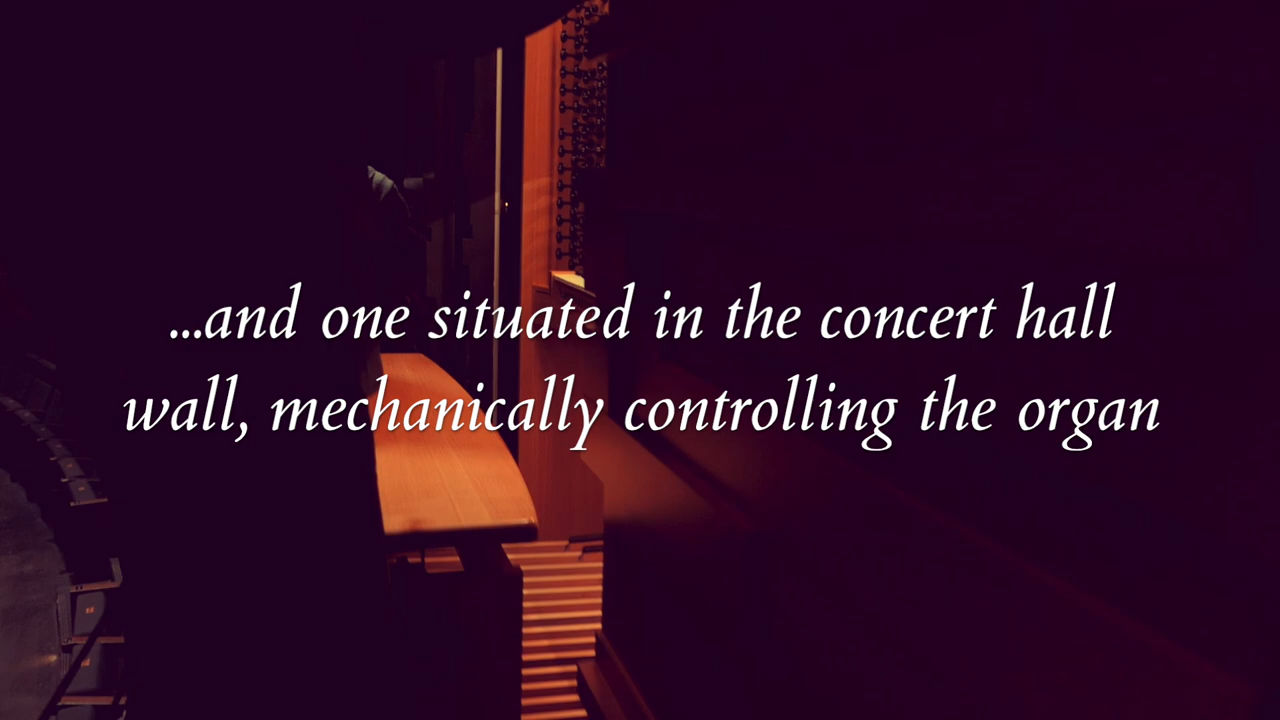 ...and one situated in the concert hall
wall, mechanically controlling the organ